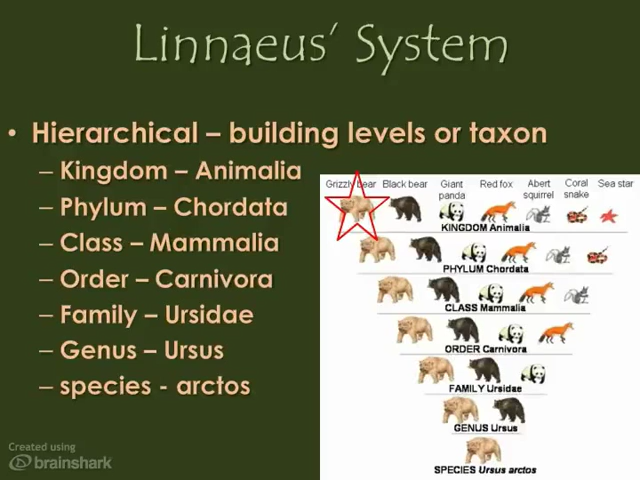 Linnaeus' System
• Hierarchical – building levels or taxon
– Kingdom – Animalia
– Phylum – Chordata
– Class – Mammalia
– Order – Carnivora
– Family – Ursidae
– Genus – Ursus
– species - arctos
Grizzly bear Black bear Giant panda Red fox Abert squirrel Coral snake Sea star
KINGDOM Animalia
PHYLUM Chordata
CLASS Mammalia
ORDER Carnivora
FAMILY Ursidae
GENUS Ursus
SPECIES Ursus arctos
Created using
brainshark